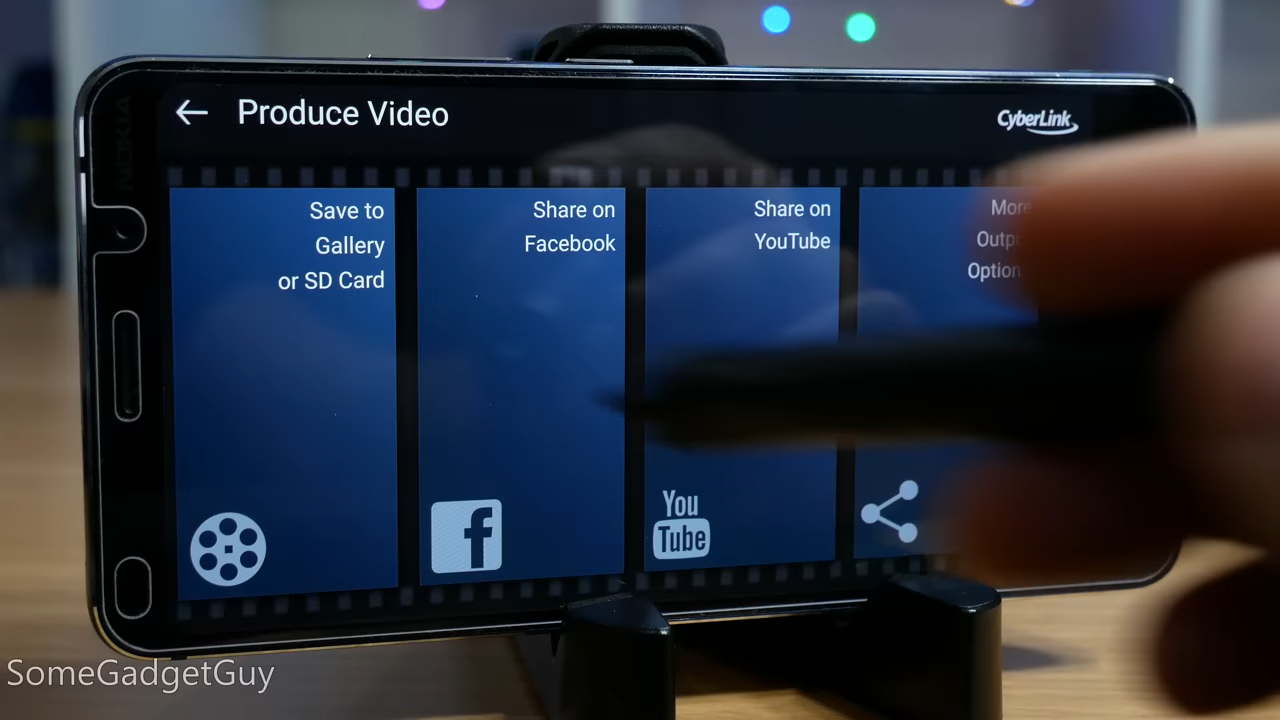 Produce Video
CyberLink
NOKIA
Save to
Gallery
or SD Card
Share on
Facebook
Share on
YouTube
More
You
Tube
SomeGadgetGuy